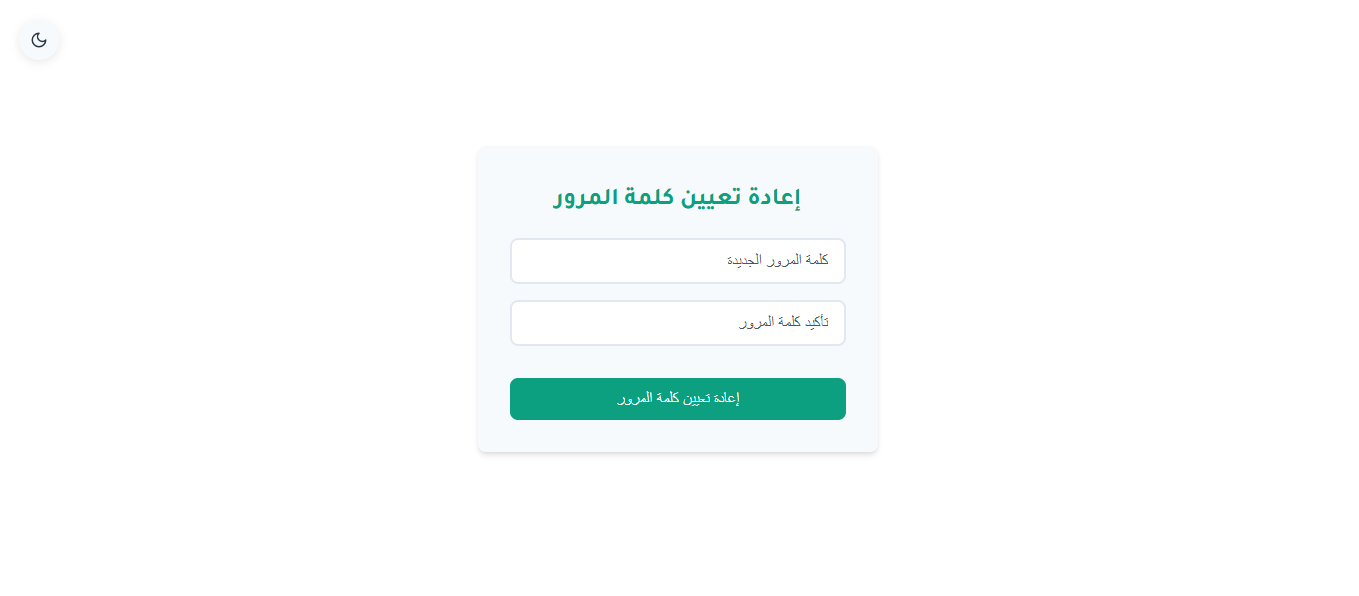 إعادة تعيين كلمة المرور
كلمة المرور الجديدة
تأكيد كلمة المرور
إعادة تعيين كلمة المرور